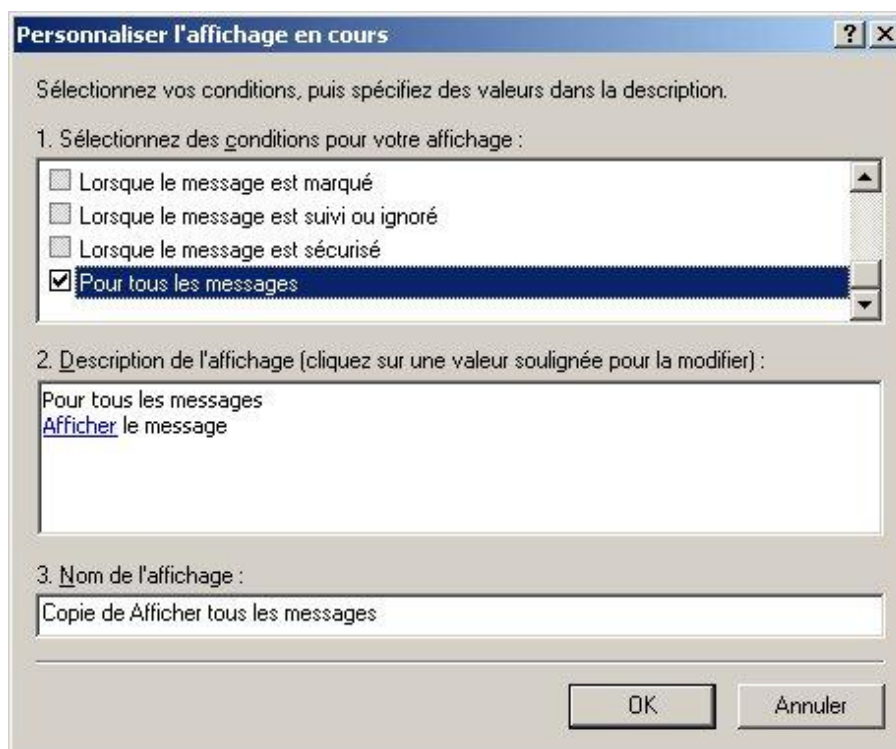 Personnaliser l'affichage en cours
Sélectionnez vos conditions, puis spécifiez des valeurs dans la description.
1. Sélectionnez des conditions pour votre affichage :
Lorsque le message est marqué
Lorsque le message est suivi ou ignoré
Lorsque le message est sécurisé
Pour tous les messages
2. Description de l'affichage (cliquez sur une valeur soulignée pour la modifier) :
Pour tous les messages
Afficher le message
3. Nom de l'affichage :
Copie de Afficher tous les messages
OK Annuler